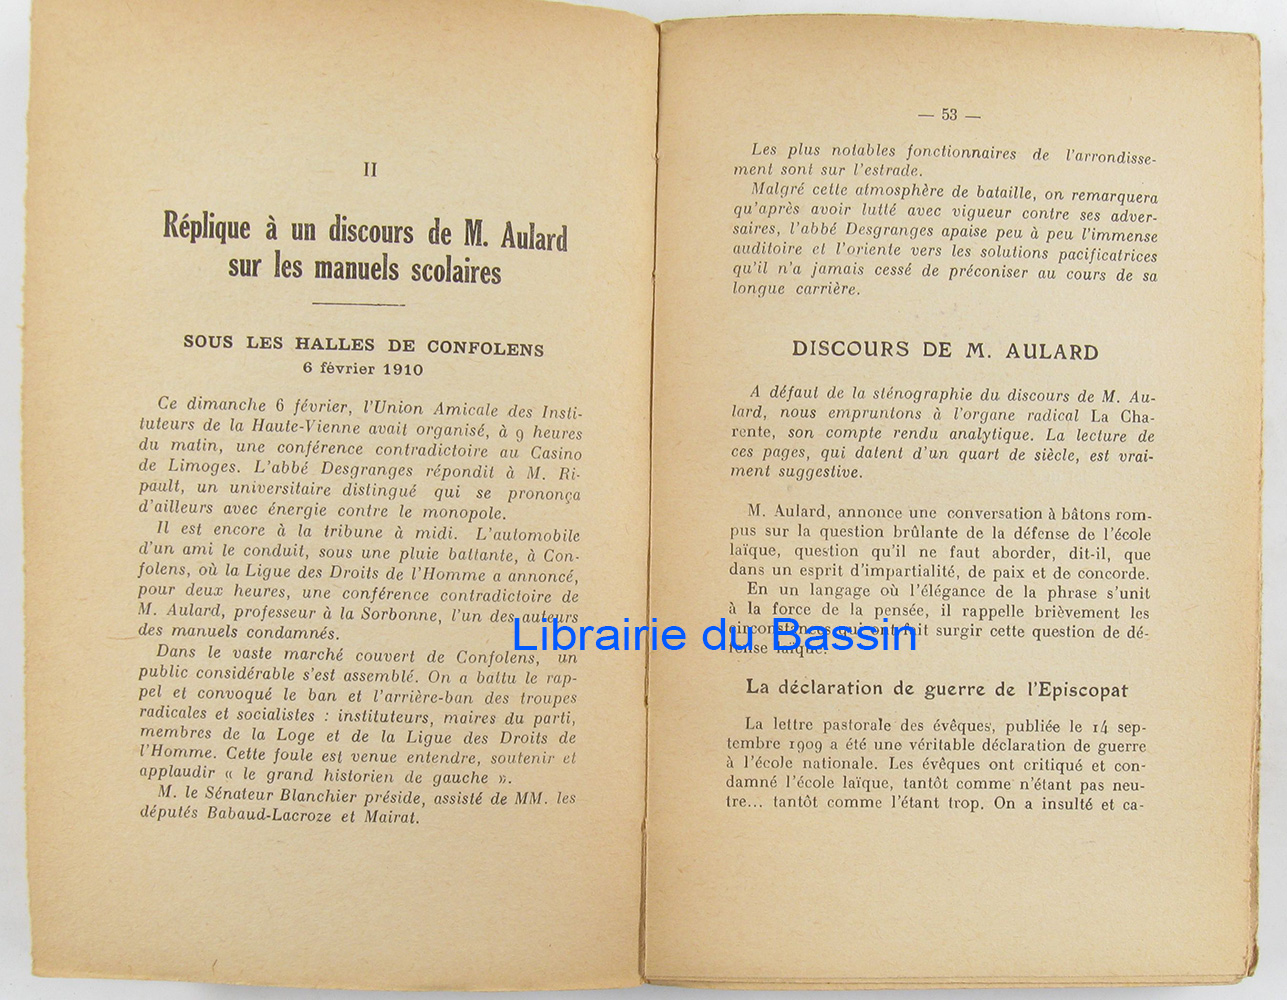 II
Réplique à un discours de M. Aulard
sur les manuels scolaires
SOUS LES HALLES DE CONFOLENS
6 février 1910
Ce dimanche 6 février, l'Union Amicale des Insti-
tuteurs de la Haute-Vienne avait organisé, à 9 heures
du matin, une conférence contradictoire au Casino
de Limoges. L'abbé Desgranges répondit à M. Ri-
pault, un universitaire distingué qui se prononça
d'ailleurs avec énergie contre le monopole.
Il est encore à la tribune à midi. L'automobile
d'un ami le conduit, sous une pluie battante, à Con-
folens, où la Ligue des Droits de l'Homme a annoncé,
pour deux heures, une conférence contradictoire de
M. Aulard, professeur à la Sorbonne, l'un des auteurs
des manuels condamnés.
Dans le vaste marché couvert de Confolens, un
public considérable s'est assemblé. On a battu le rap-
pel et convoqué le ban et l'arrière-ban des troupes
radicales et socialistes : instituteurs, maires du parti,
membres de la Loge et de la Ligue des Droits de
l'Homme. Cette foule est venue entendre, soutenir et
applaudir « le grand historien de gauche ».
M. le Sénateur Blanchier préside, assisté de MM. les
députés Babaud-Lacroze et Mairat.
— 53 —
Les plus notables fonctionnaires de l'arrondisse-
ment sont sur l'estrade.
Malgré cette atmosphère de bataille, on remarquera
qu'après avoir lutté avec vigueur contre ses adver-
saires, l'abbé Desgranges apaise peu à peu l'immense
auditoire et l'oriente vers les solutions pacificatrices
qu'il n'a jamais cessé de préconiser au cours de sa
longue carrière.
DISCOURS DE M. AULARD
A défaut de la sténographie du discours de M. Au-
lard, nous empruntons à l'organe radical La Cha-
rente, son compte rendu analytique. La lecture de
ces pages, qui datent d'un quart de siècle, est vrai-
ment suggestive.
M. Aulard, annonce une conversation à bâtons rom-
pus sur la question brûlante de la défense de l'école
laïque, question qu'il ne faut aborder, dit-il, que
dans un esprit d'impartialité, de paix et de concorde.
En un langage où l'élégance de la phrase s'unit
à la force de la pensée, il rappelle brièvement les
circonstances qui ont fait surgir cette question de dé-
fense laïque.
Librairie du Bassin
La déclaration de guerre de l'Episcopat
La lettre pastorale des évêques, publiée le 14 sep-
tembre 1909 a été une véritable déclaration de guerre
à l'école nationale. Les évêques ont critiqué et con-
damné l'école laïque, tantôt comme n'étant pas neu-
tre... tantôt comme l'étant trop. On a insulté et ca-